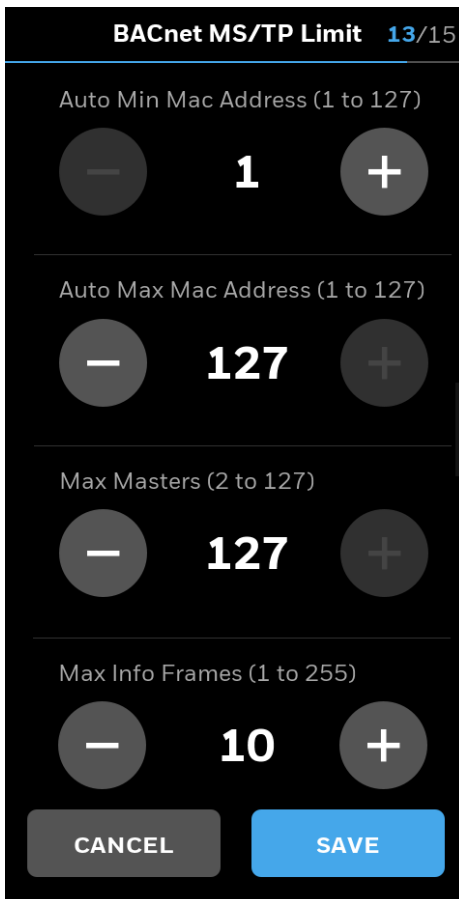 BACnet MS/TP Limit 13/15
Auto Min Mac Address (1 to 127)
− 1 +
Auto Max Mac Address (1 to 127)
− 127 +
Max Masters (2 to 127)
− 127 +
Max Info Frames (1 to 255)
− 10 +
CANCEL SAVE